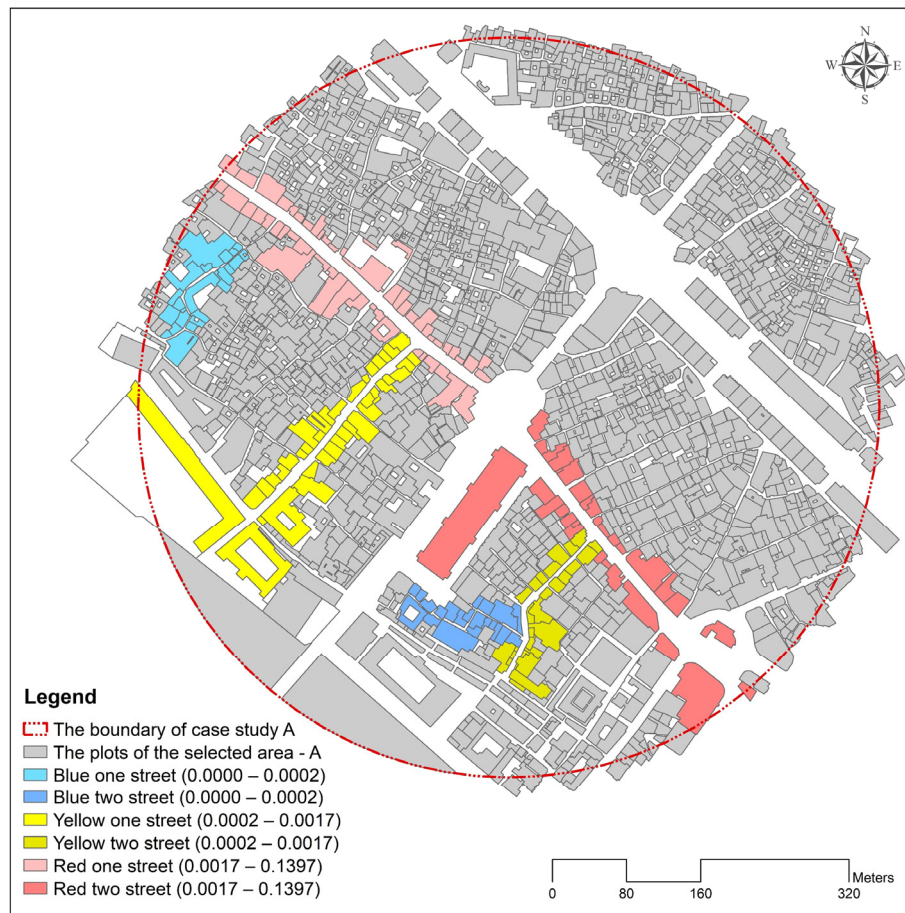 N
W E
S
Legend
The boundary of case study A
The plots of the selected area - A
Blue one street (0.0000 – 0.0002)
Blue two street (0.0000 – 0.0002)
Yellow one street (0.0002 – 0.0017)
Yellow two street (0.0002 – 0.0017)
Red one street (0.0017 – 0.1397)
Red two street (0.0017 – 0.1397)
Meters
0 80 160 320